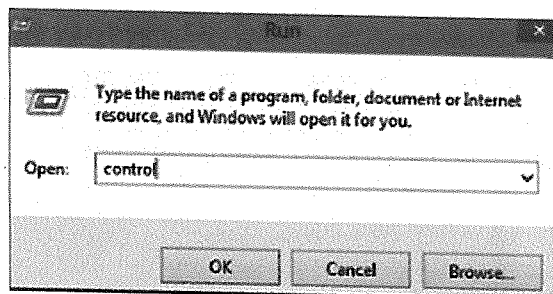 Run
Type the name of a program, folder, document or Internet
resource, and Windows will open it for you.
Open: control
OK Cancel Browse...